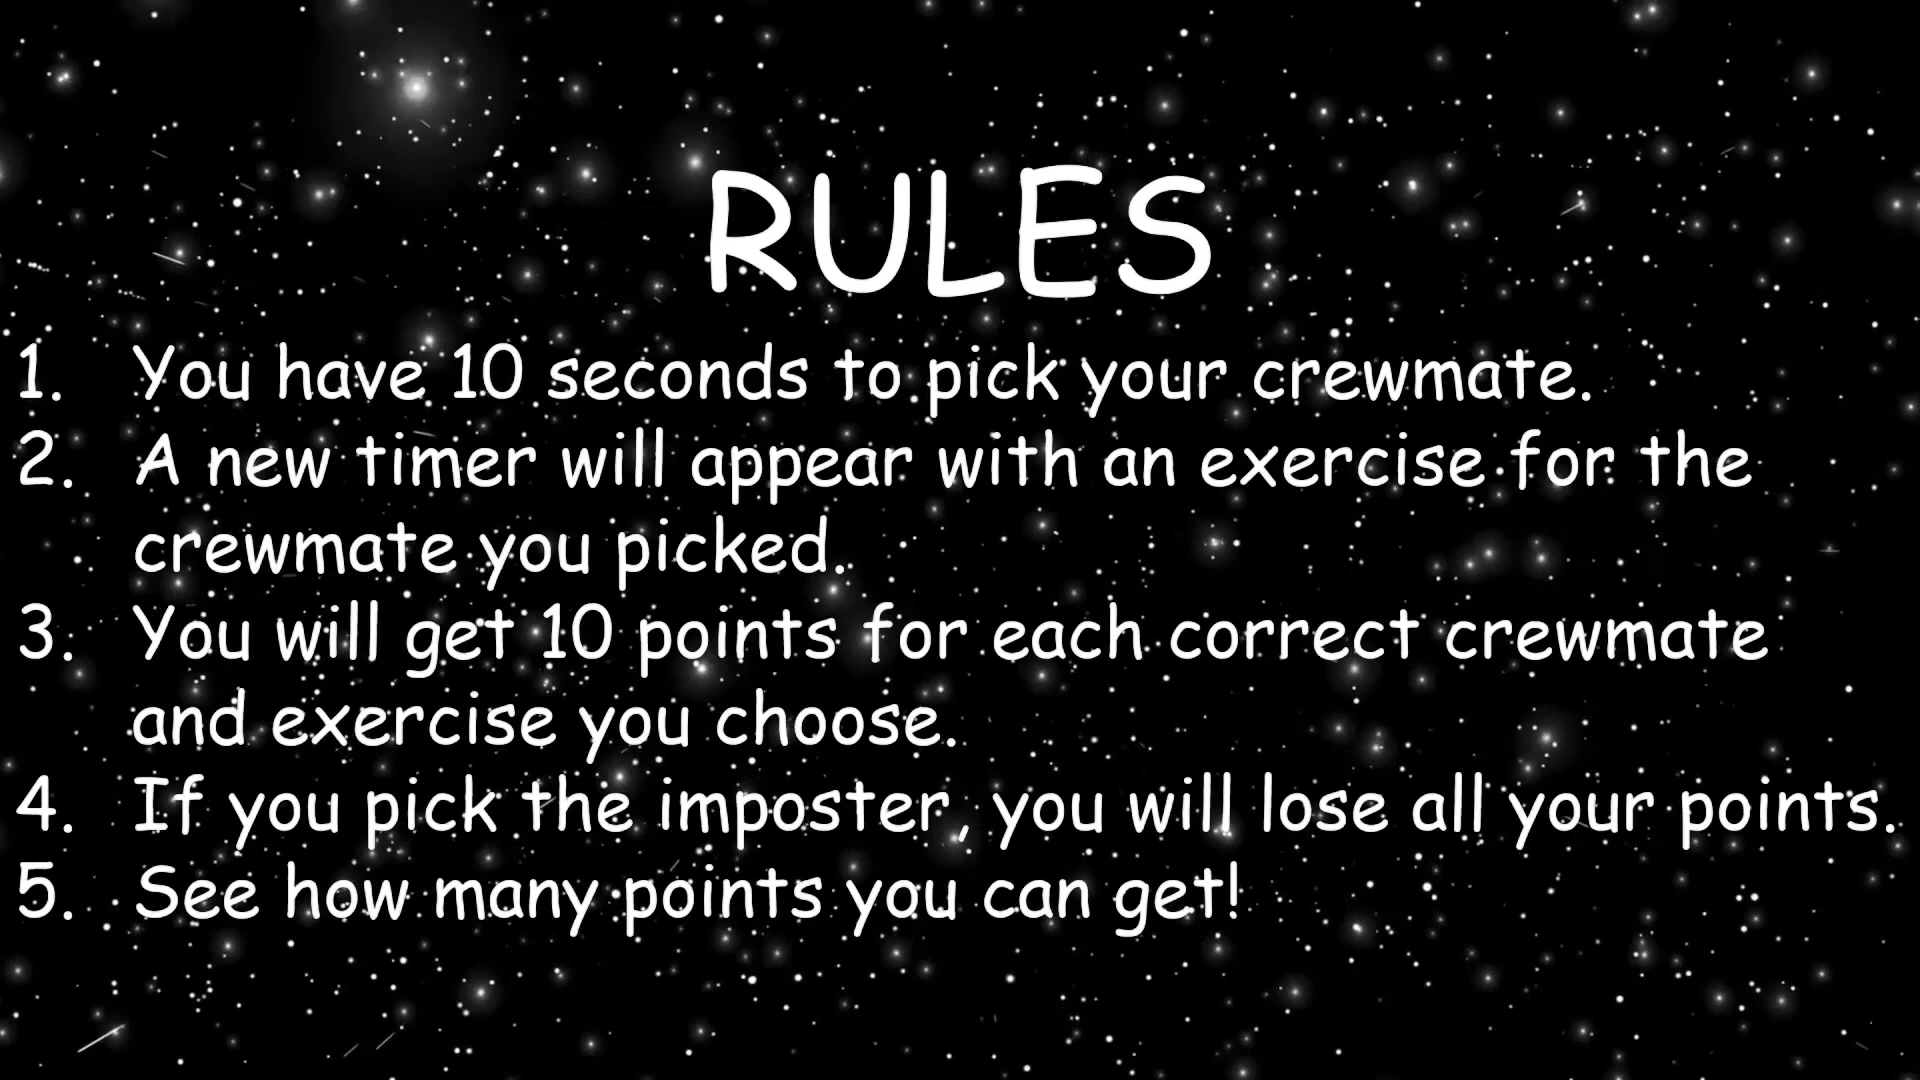 RULES
1. You have 10 seconds to pick your crewmate.
2. A new timer will appear with an exercise for the
crewmate you picked.
3. You will get 10 points for each correct crewmate
and exercise you choose.
4. If you pick the imposter, you will lose all your points.
5. See how many points you can get!